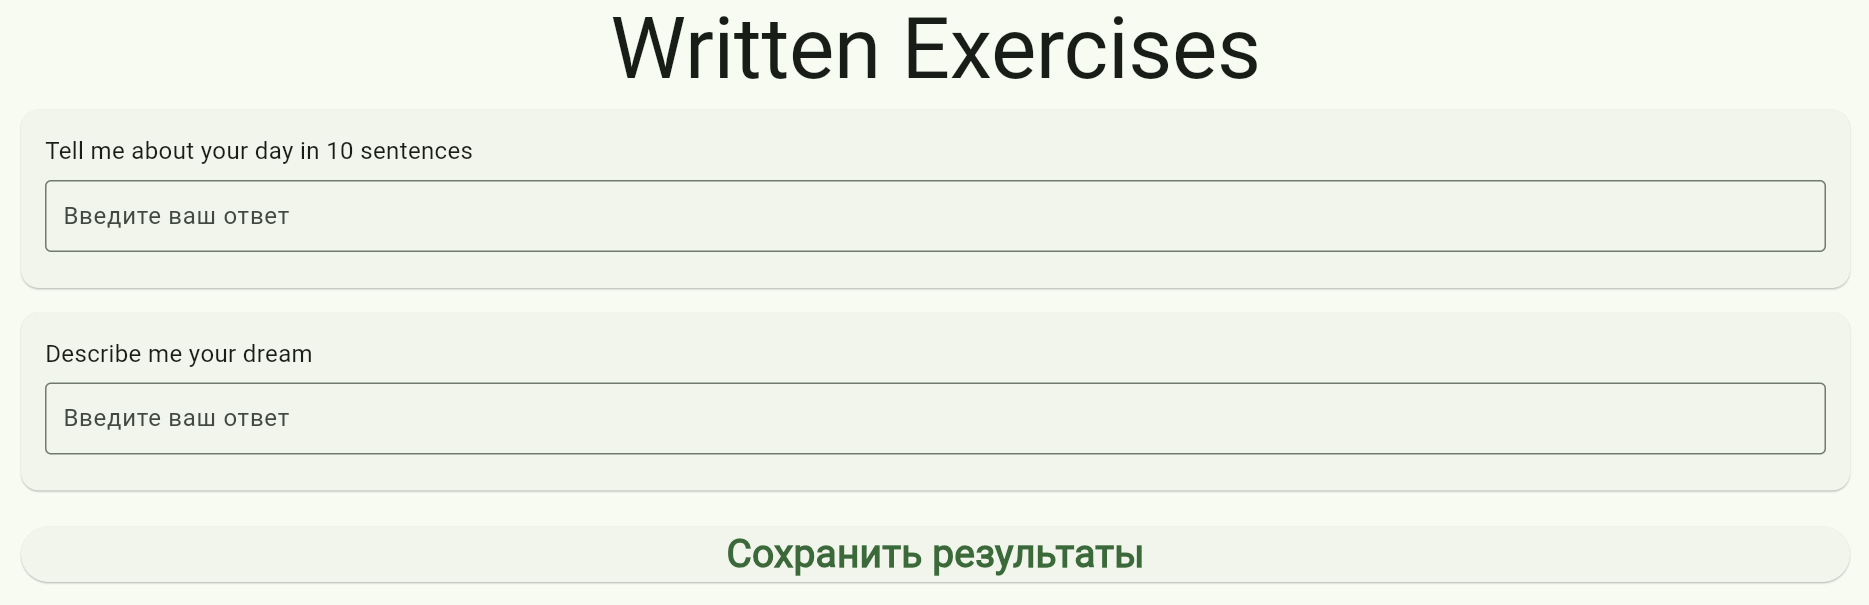 Written Exercises
Tell me about your day in 10 sentences
Введите ваш ответ
Describe me your dream
Введите ваш ответ
Сохранить результаты